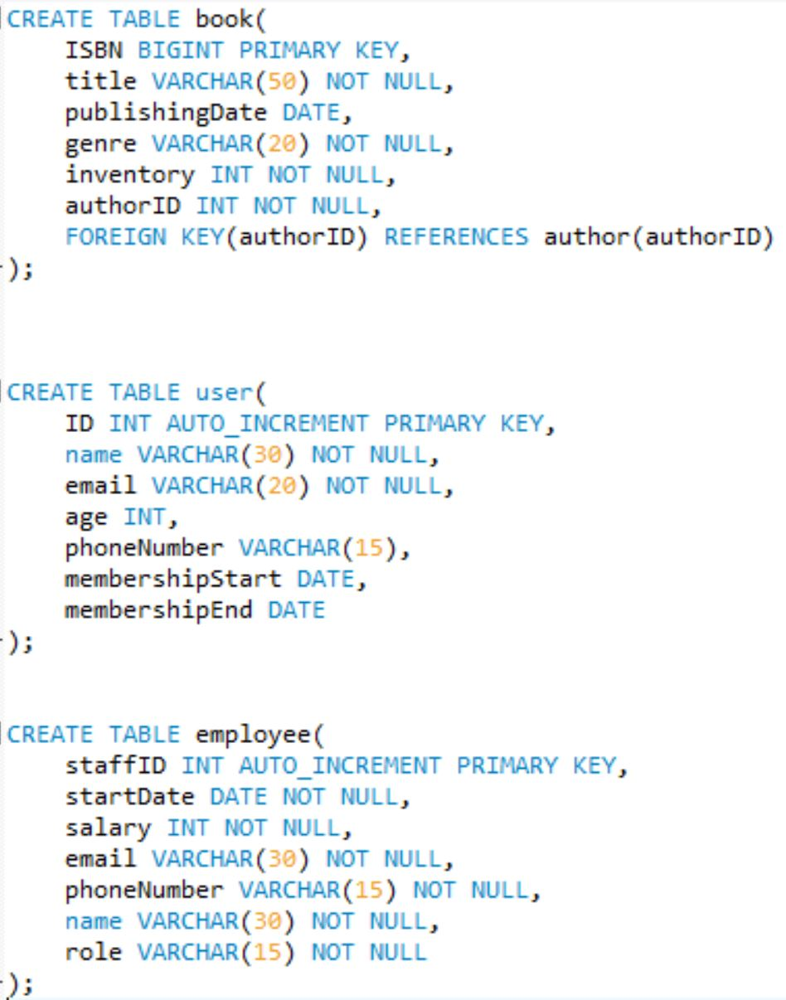 CREATE TABLE book(
    ISBN BIGINT PRIMARY KEY,
    title VARCHAR(50) NOT NULL,
    publishingDate DATE,
    genre VARCHAR(20) NOT NULL,
    inventory INT NOT NULL,
    authorID INT NOT NULL,
    FOREIGN KEY(authorID) REFERENCES author(authorID)
);
CREATE TABLE user(
    ID INT AUTO_INCREMENT PRIMARY KEY,
    name VARCHAR(30) NOT NULL,
    email VARCHAR(20) NOT NULL,
    age INT,
    phoneNumber VARCHAR(15),
    membershipStart DATE,
    membershipEnd DATE
);
CREATE TABLE employee(
    staffID INT AUTO_INCREMENT PRIMARY KEY,
    startDate DATE NOT NULL,
    salary INT NOT NULL,
    email VARCHAR(30) NOT NULL,
    phoneNumber VARCHAR(15) NOT NULL,
    name VARCHAR(30) NOT NULL,
    role VARCHAR(15) NOT NULL
);